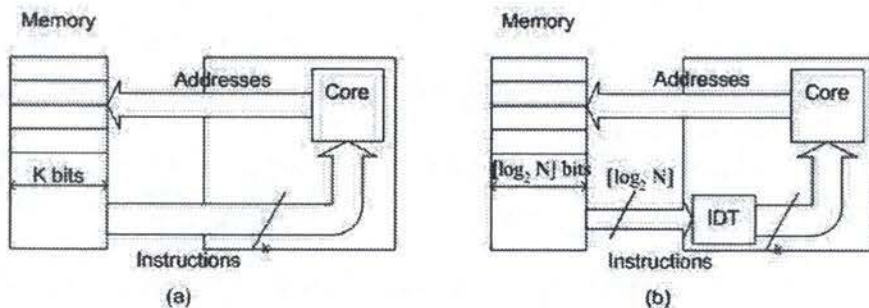 Memory
Addresses
Core
K bits
Instructions
k
(a)
Memory
Addresses
Core
⌈log₂ N⌉ bits
⌈log₂ N⌉
IDT
Instructions
k
(b)